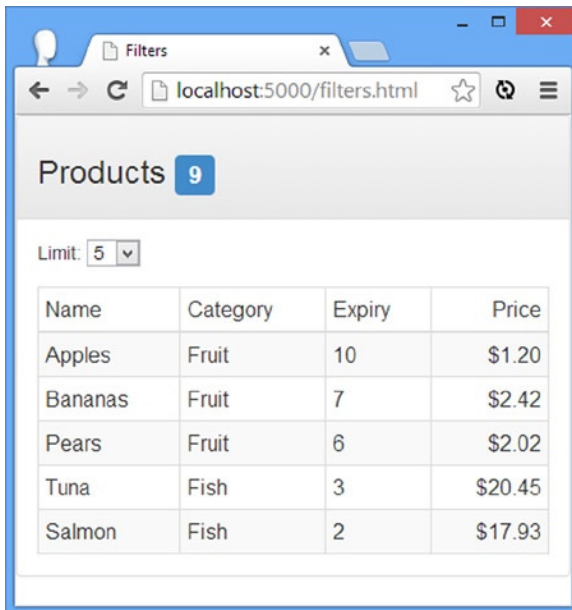 Filters
localhost:5000/filters.html
Products 9
Limit: 5
Name Category Expiry Price
Apples Fruit 10 $1.20
Bananas Fruit 7 $2.42
Pears Fruit 6 $2.02
Tuna Fish 3 $20.45
Salmon Fish 2 $17.93